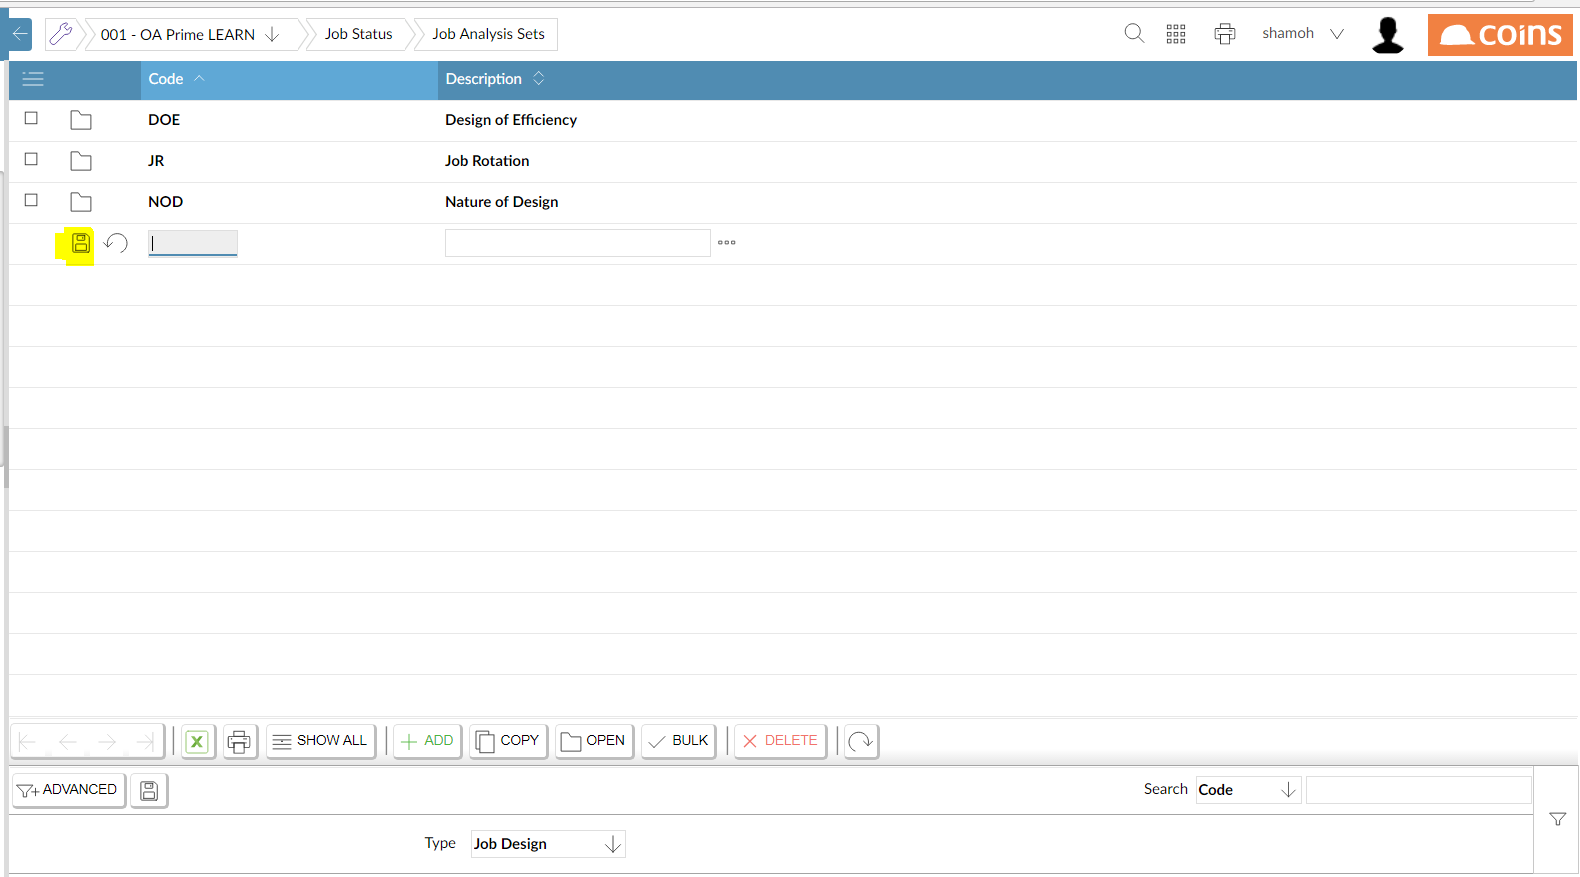 001 - OA Prime LEARN
Job Status
Job Analysis Sets
shamoh
coins
Code
Description
DOE
Design of Efficiency
JR
Job Rotation
NOD
Nature of Design
SHOW ALL
ADD
COPY
OPEN
BULK
DELETE
ADVANCED
Search
Code
Type
Job Design